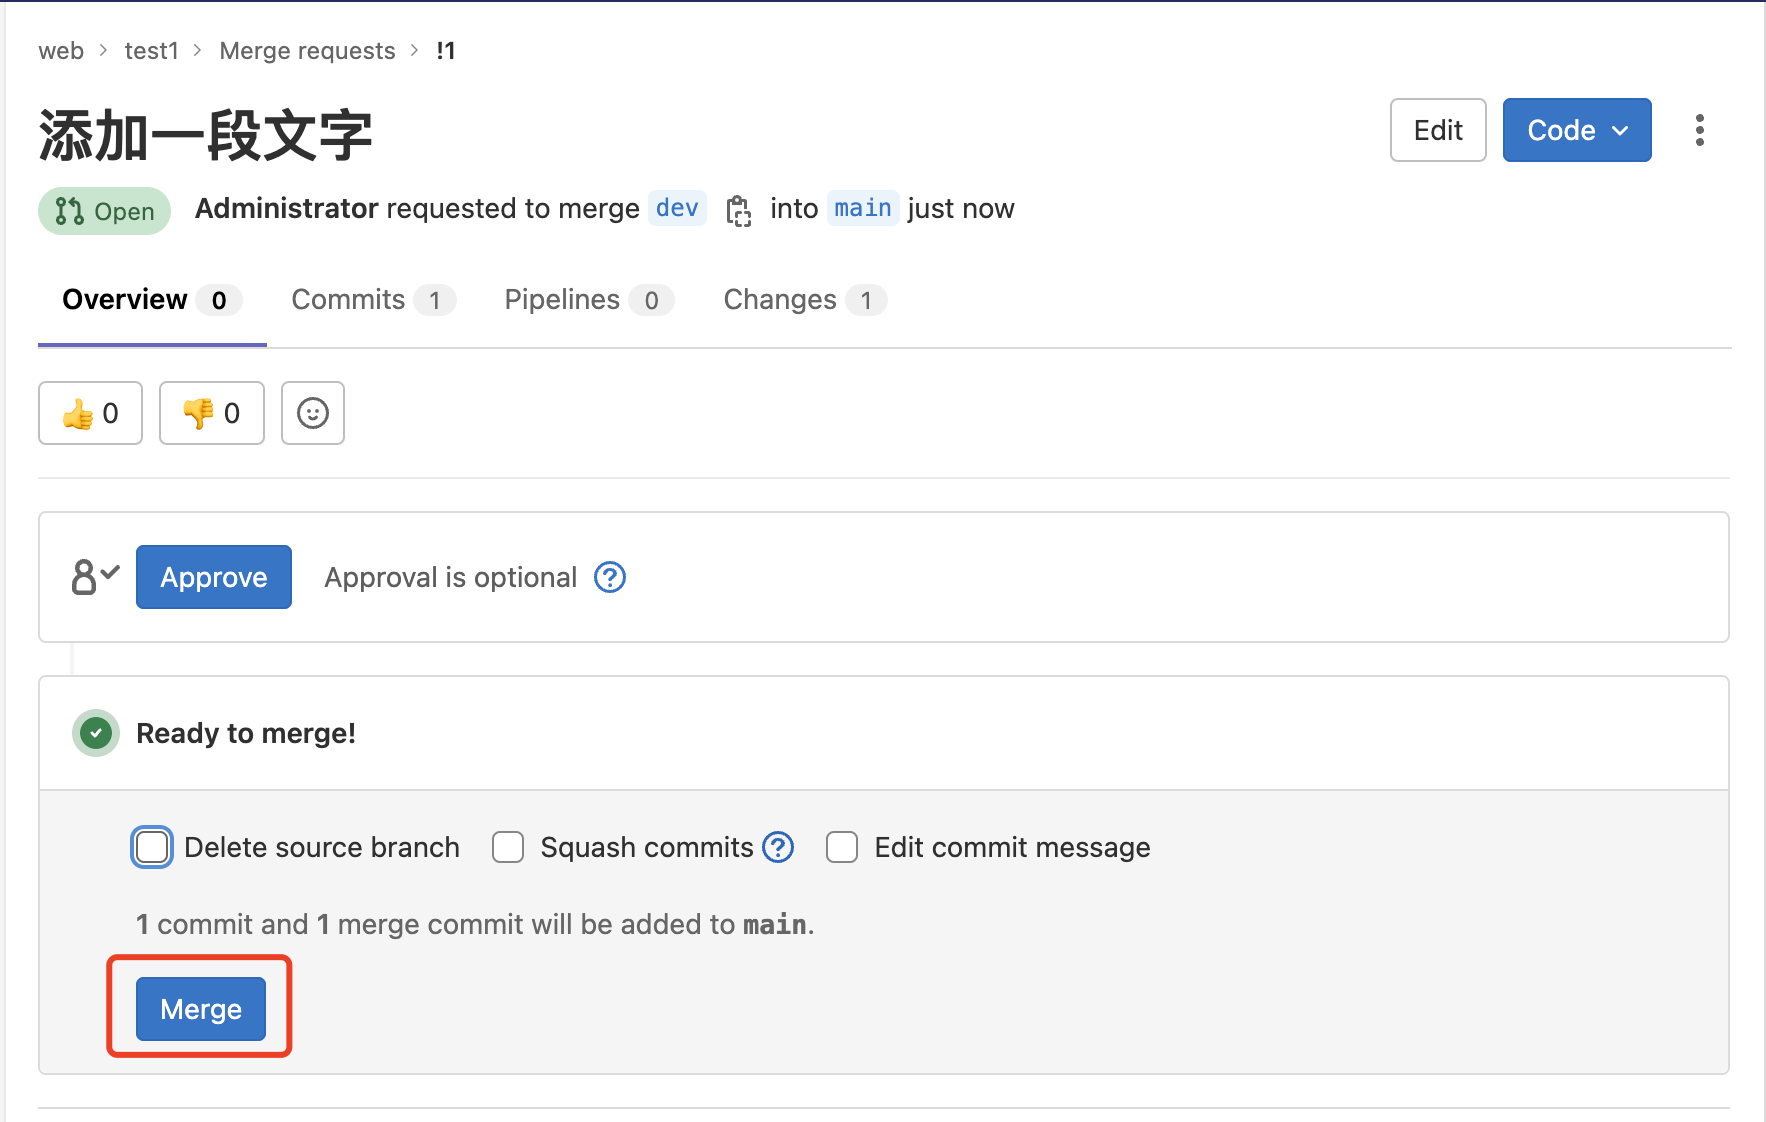 web > test1 > Merge requests > !1
添加一段文字
Edit
Code
Open
Administrator requested to merge dev into main just now
Overview 0
Commits 1
Pipelines 0
Changes 1
👍 0
👎 0
Approve
Approval is optional
Ready to merge!
Delete source branch
Squash commits
Edit commit message
1 commit and 1 merge commit will be added to main.
Merge